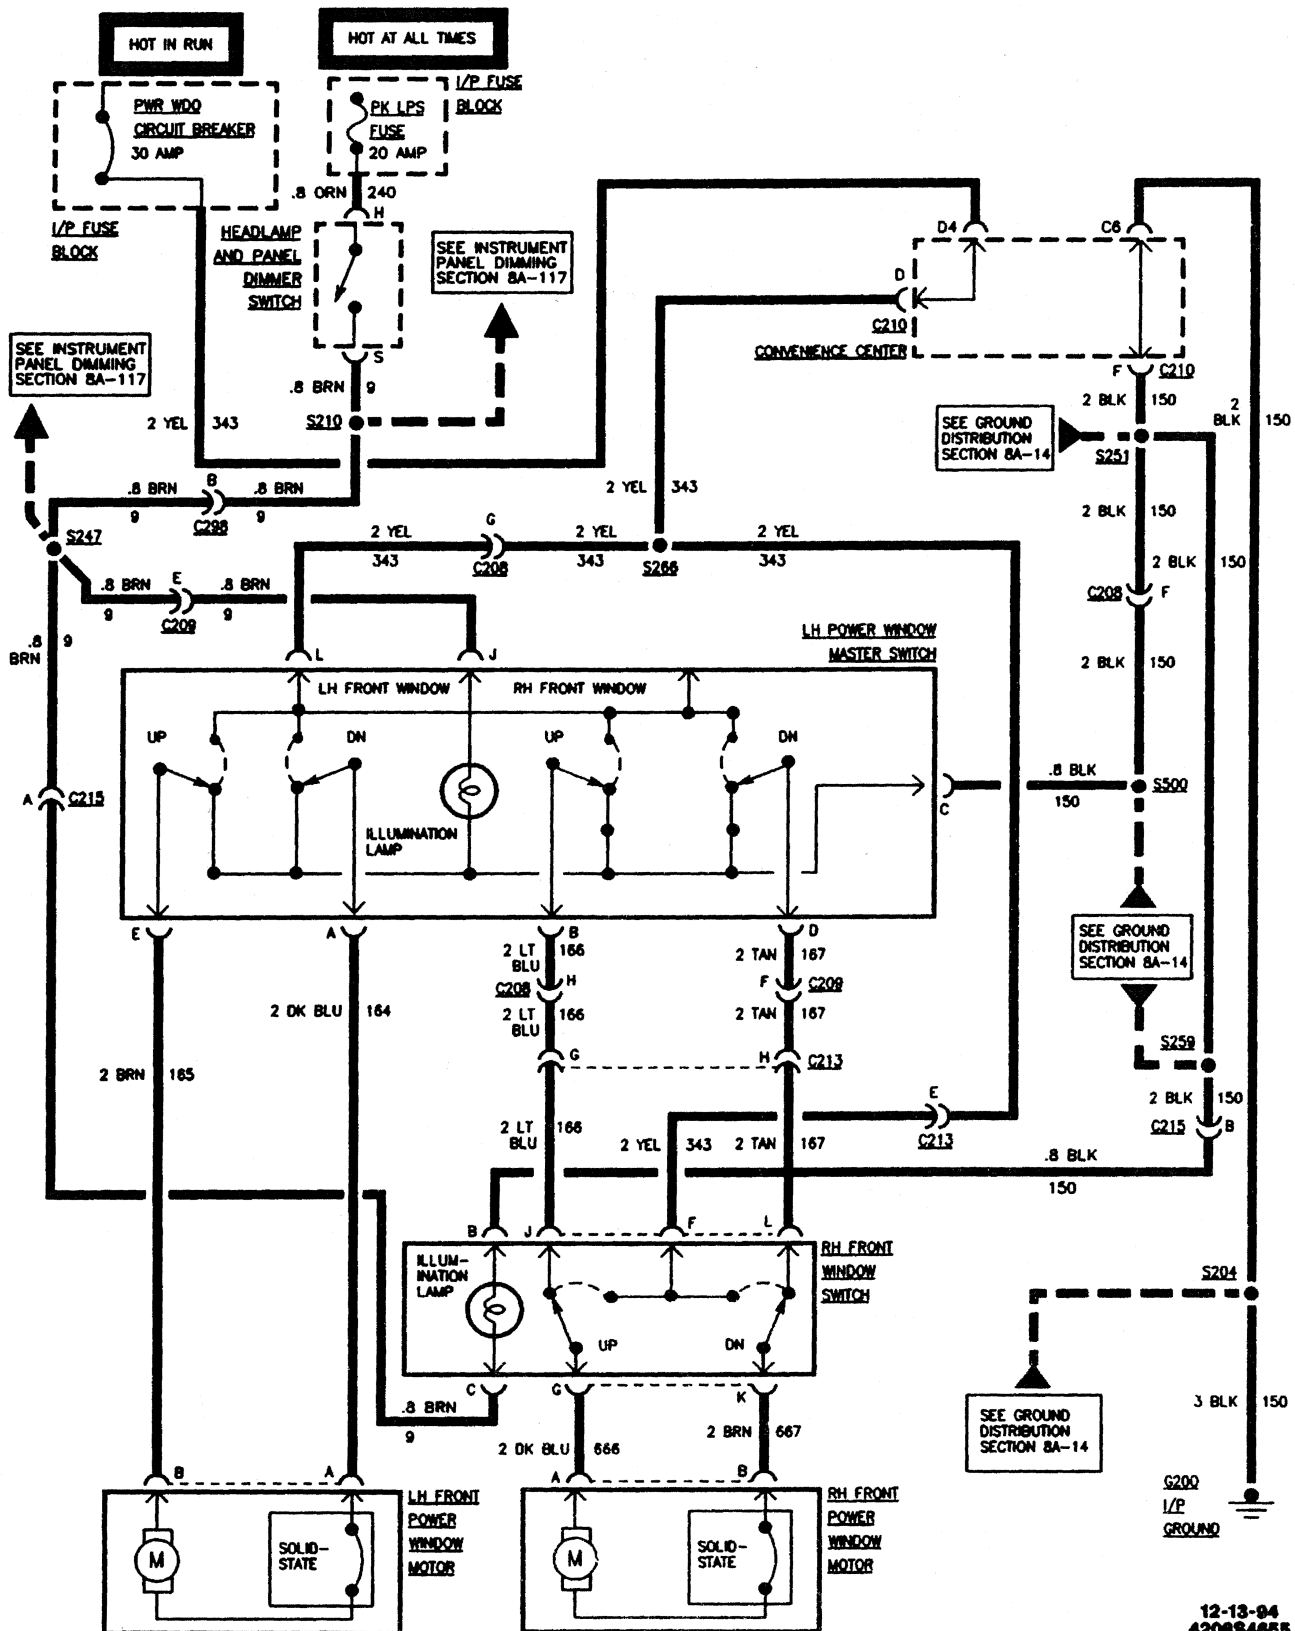 HOT IN RUN
HOT AT ALL TIMES
PWR WDO
CIRCUIT BREAKER
30 AMP
I/P FUSE
BLOCK
PK LPS
FUSE
20 AMP
I/P FUSE
BLOCK
.8 ORN 240
H
HEADLAMP
AND PANEL
DIMMER
SWITCH
SEE INSTRUMENT
PANEL DIMMING
SECTION 8A-117
D4
C6
D
C210
CONVENIENCE CENTER
F C210
SEE INSTRUMENT
PANEL DIMMING
SECTION 8A-117
S
.8 BRN 9
S210
2 YEL 343
2 BLK 150
2
BLK 150
SEE GROUND
DISTRIBUTION
SECTION 8A-14
S251
B
.8 BRN
9
.8 BRN
9
C298
2 YEL 343
2 BLK 150
S247
2 YEL
343
G
C208
2 YEL
343
S266
2 YEL
343
2 BLK 150
.8 BRN
9
E
.8 BRN
9
C209
C208 F
.8
BRN
9
LH POWER WINDOW
MASTER SWITCH
2 BLK 150
L
J
LH FRONT WINDOW
RH FRONT WINDOW
UP
DN
UP
DN
ILLUMINATION
LAMP
A C215
C
.8 BLK
150
S500
E
A
B
D
2 LT
BLU
166
2 TAN 167
C208 H
F C209
2 LT
BLU
166
2 TAN 167
G
H C213
SEE GROUND
DISTRIBUTION
SECTION 8A-14
2 DK BLU 164
2 BRN 165
S259
2 BLK 150
C215 B
E
C213
2 LT
BLU
166
2 YEL 343
2 TAN 167
.8 BLK
150
B
J
F
L
ILLUM-
INATION
LAMP
UP
DN
RH FRONT
WINDOW
SWITCH
S204
C
G
K
.8 BRN
9
2 DK BLU 666
2 BRN 667
SEE GROUND
DISTRIBUTION
SECTION 8A-14
3 BLK 150
G200
I/P
GROUND
B
A
LH FRONT
POWER
WINDOW
MOTOR
M
SOLID-
STATE
A
B
RH FRONT
POWER
WINDOW
MOTOR
M
SOLID-
STATE
12-13-94